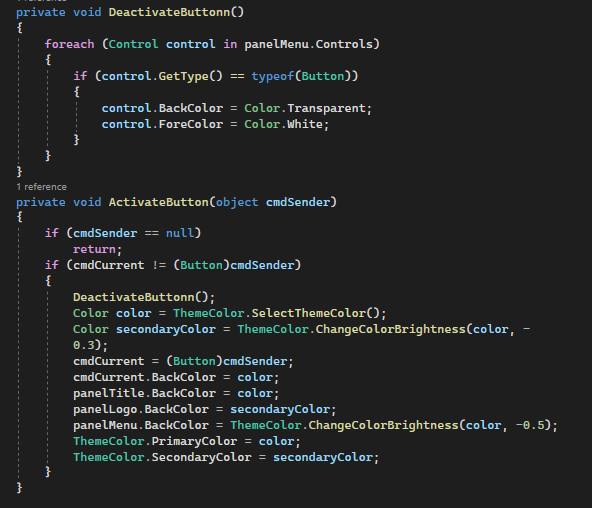 1 reference
private void DeactivateButtonn()
{
foreach (Control control in panelMenu.Controls)
{
if (control.GetType() == typeof(Button))
{
control.BackColor = Color.Transparent;
control.ForeColor = Color.White;
}
}
}
1 reference
private void ActivateButton(object cmdSender)
{
if (cmdSender == null)
return;
if (cmdCurrent != (Button)cmdSender)
{
DeactivateButtonn();
Color color = ThemeColor.SelectThemeColor();
Color secondaryColor = ThemeColor.ChangeColorBrightness(color, -
0.3);
cmdCurrent = (Button)cmdSender;
cmdCurrent.BackColor = color;
panelTitle.BackColor = color;
panelLogo.BackColor = secondaryColor;
panelMenu.BackColor = ThemeColor.ChangeColorBrightness(color, -0.5);
ThemeColor.PrimaryColor = color;
ThemeColor.SecondaryColor = secondaryColor;
}
}